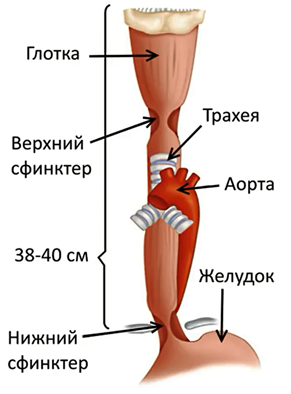 Глотка
Трахея
Верхний
сфинктер
Аорта
38-40 см
Желудок
Нижний
сфинктер